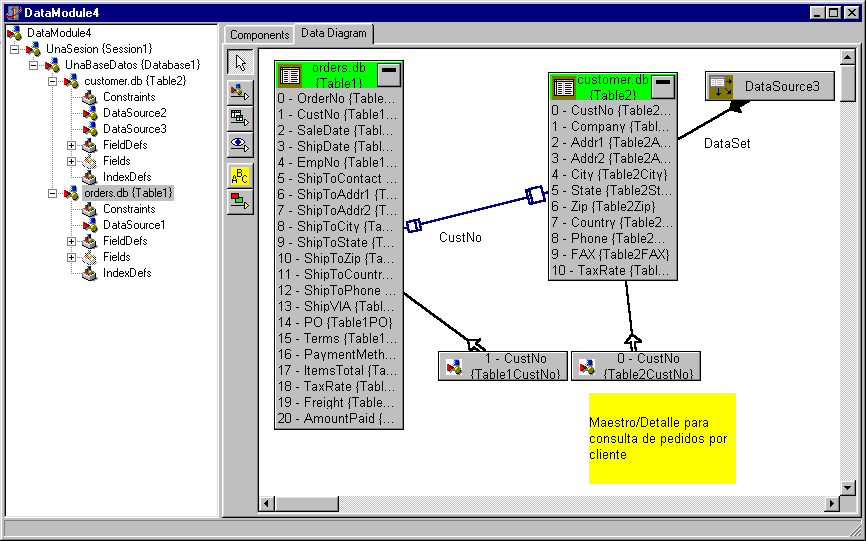 DataModule4
DataModule4
UnaSesion {Session1}
UnaBaseDatos {Database1}
customer.db {Table2}
Constraints
DataSource2
DataSource3
FieldDefs
Fields
IndexDefs
orders.db {Table1}
Constraints
DataSource1
FieldDefs
Fields
IndexDefs
Components
Data Diagram
ABC
orders.db
{Table1}
0 - OrderNo {Table...
1 - CustNo {Table1...
2 - SaleDate {Table...
3 - ShipDate {Table...
4 - EmpNo {Table1...
5 - ShipToContact ...
6 - ShipToAddr1 {T...
7 - ShipToAddr2 {T...
8 - ShipToCity {Ta...
9 - ShipToState {T...
10 - ShipToZip {Ta...
11 - ShipToCountr...
12 - ShipToPhone ...
13 - ShipVIA {Tabl...
14 - PO {Table1PO}
15 - Terms {Table1...
16 - PaymentMeth...
17 - ItemsTotal {Ta...
18 - TaxRate {Tabl...
19 - Freight {Table...
20 - AmountPaid {...
CustNo
customer.db
{Table2}
0 - CustNo {Table2...
1 - Company {Tabl...
2 - Addr1 {Table2A...
3 - Addr2 {Table2A...
4 - City {Table2City}
5 - State {Table2St...
6 - Zip {Table2Zip}
7 - Country {Table2...
8 - Phone {Table2...
9 - FAX {Table2FAX}
10 - TaxRate {Tabl...
DataSource3
DataSet
1 - CustNo
{Table1CustNo}
0 - CustNo
{Table2CustNo}
Maestro/Detalle para
consulta de pedidos por
cliente